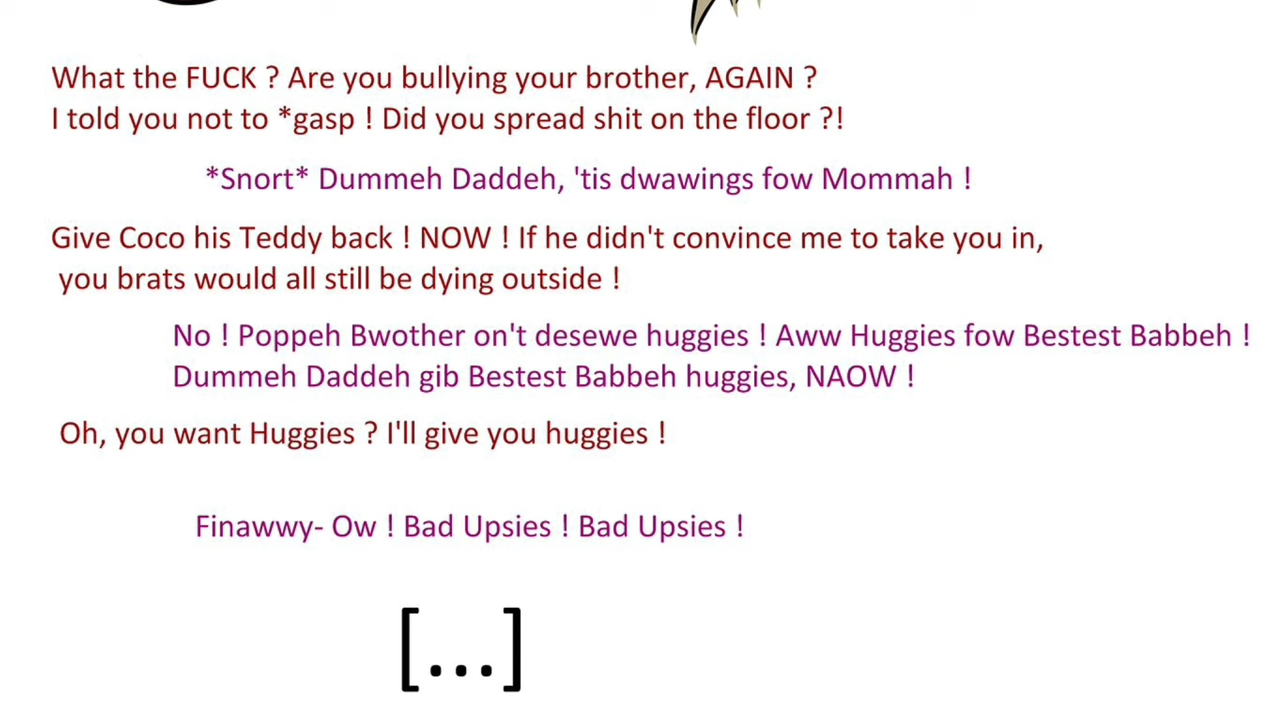 What the FUCK ? Are you bullying your brother, AGAIN ?
I told you not to *gasp ! Did you spread shit on the floor ?!
*Snort* Dummeh Daddeh, 'tis dwawings fow Mommah !
Give Coco his Teddy back ! NOW ! If he didn't convince me to take you in,
you brats would all still be dying outside !
No ! Poppeh Bwother on't desewe huggies ! Aww Huggies fow Bestest Babbeh !
Dummeh Daddeh gib Bestest Babbeh huggies, NAOW !
Oh, you want Huggies ? I'll give you huggies !
Finawwy- Ow ! Bad Upsies ! Bad Upsies !
[...]